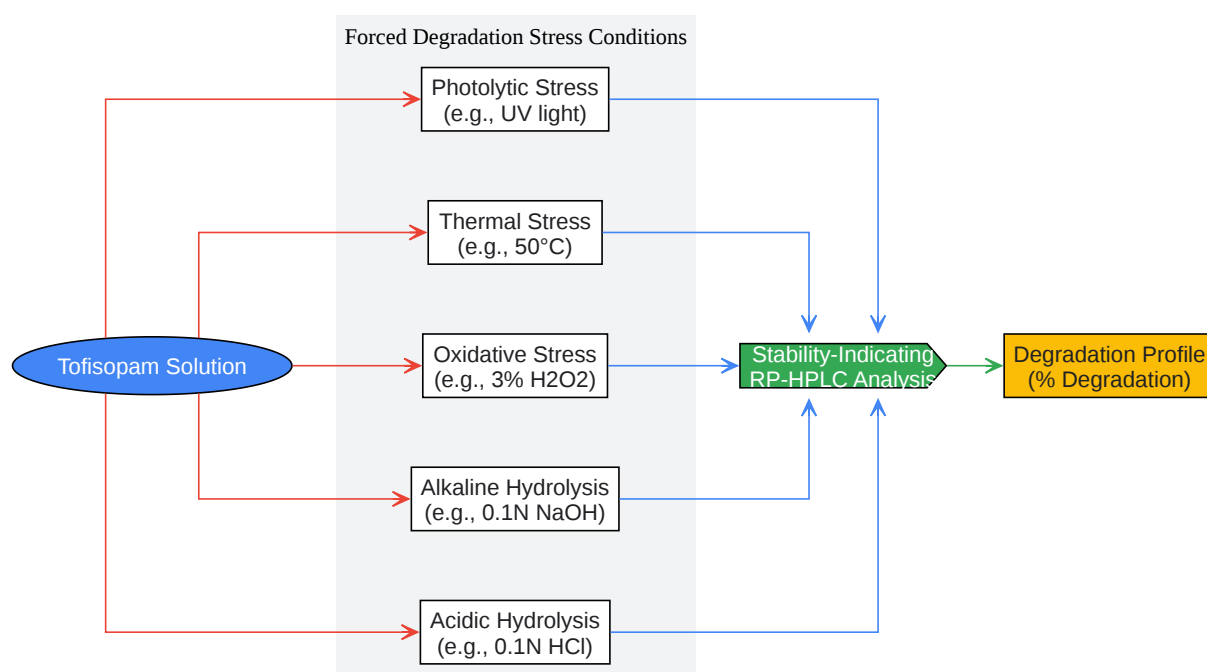 Forced Degradation Stress Conditions
Photolytic Stress
(e.g., UV light)
Thermal Stress
(e.g., 50°C)
Tofisopam Solution
Oxidative Stress
(e.g., 3% H2O2)
Stability-Indicating
RP-HPLC Analysis
Degradation Profile
(% Degradation)
Alkaline Hydrolysis
(e.g., 0.1N NaOH)
Acidic Hydrolysis
(e.g., 0.1N HCl)